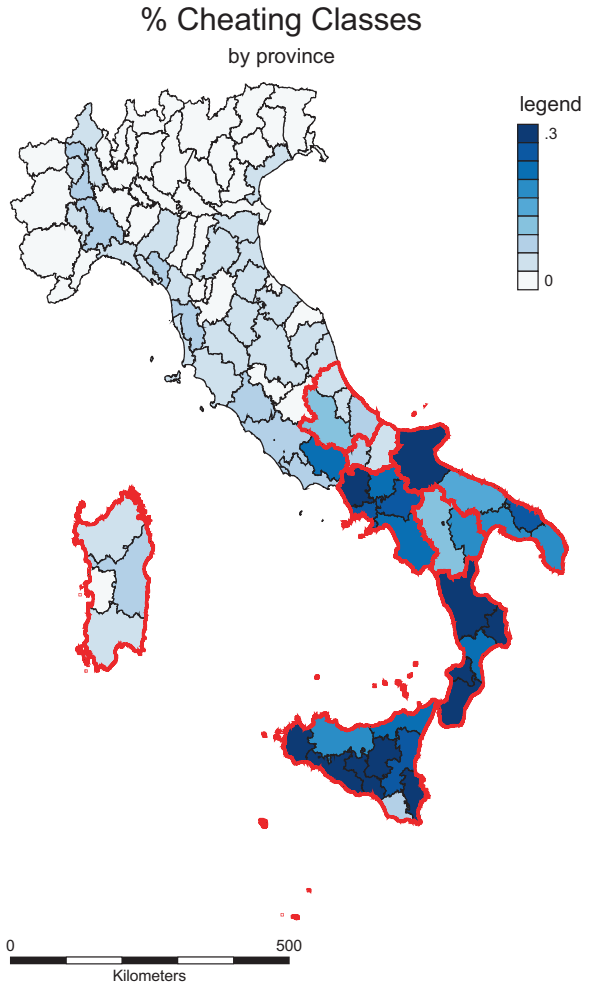 % Cheating Classes
by province
legend
.3
0
0 500
Kilometers